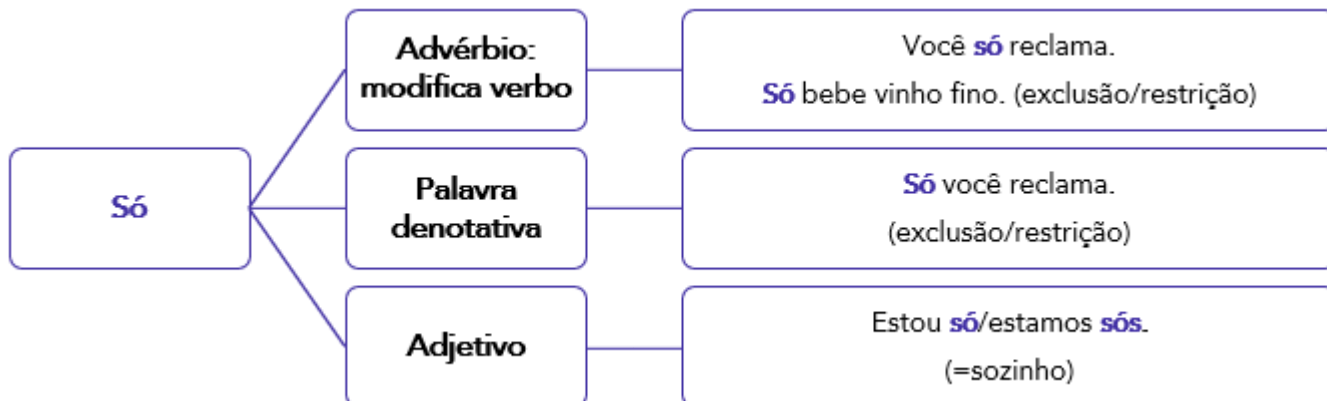 Só
Advérbio:
modifica verbo
Você só reclama.
Só bebe vinho fino. (exclusão/restrição)
Palavra
denotativa
Só você reclama.
(exclusão/restrição)
Adjetivo
Estou só/estamos sós.
(=sozinho)